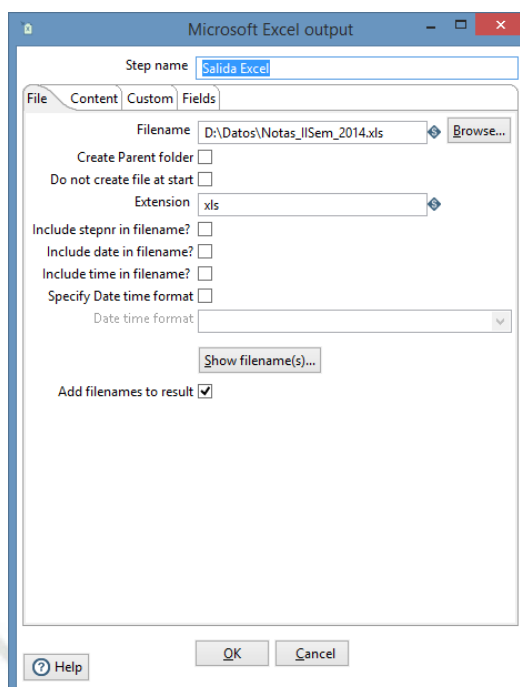 Microsoft Excel output
Step name Salida Excel
File Content Custom Fields
Filename D:\Datos\Notas_IISem_2014.xls Browse...
Create Parent folder
Do not create file at start
Extension xls
Include stepnr in filename?
Include date in filename?
Include time in filename?
Specify Date time format
Date time format
Show filename(s)...
Add filenames to result
OK Cancel
Help